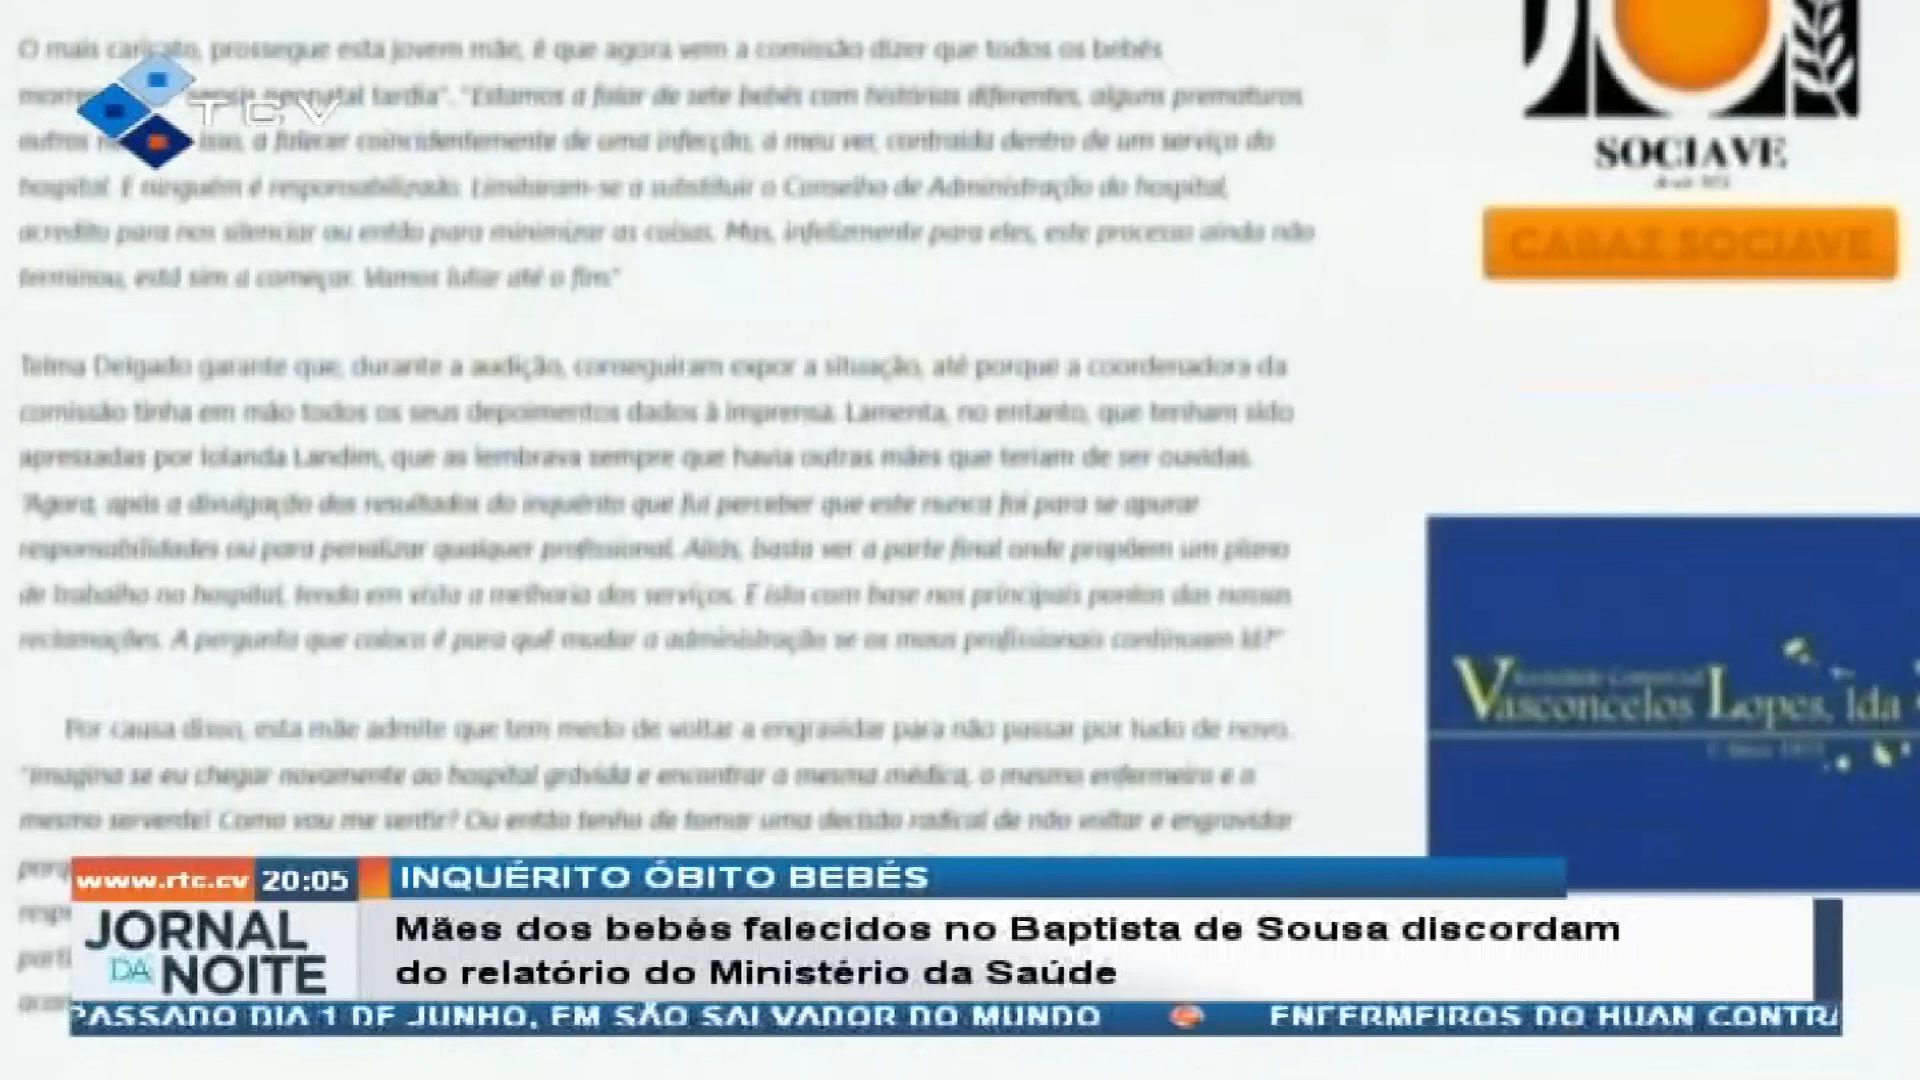 O mais caricato, prossegue esta jovem mãe, é que agora vem a comissão dizer que todos os bebés
sepsis neonatal tardia". "Estamos a falar de sete bebés com histórias diferentes, alguns prematuros
TCV
outros isso, a falecer coincidentemente de uma infecção, a meu ver, contraída dentro de um serviço do
hospital. E ninguém é responsabilizado. Limitaram-se a substituir o Conselho de Administração do hospital,
acredito para nos silenciar ou então para minimizar as coisas. Mas, infelizmente para eles, este processo ainda não
terminou, está sim a começar. Vamos lutar até o fim."
SOCIAVE
CABAZ SOCIAVE
Telma Delgado garante que, durante a audição, conseguiram expor a situação, até porque a coordenadora da
comissão tinha em mão todos os seus depoimentos dados à imprensa. Lamenta, no entanto, que tenham sido
apressadas por Iolanda Landim, que as lembrava sempre que havia outras mães que teriam de ser ouvidas.
"Agora, após a divulgação dos resultados do inquérito que fui perceber que este nunca foi para se apurar
responsabilidades ou para penalizar qualquer profissional. Aliás, basta ver a parte final onde propõem um plano
de trabalho no hospital, tendo em vista a melhoria dos serviços. E isto com base nos principais pontos das nossas
reclamações. A pergunta que coloco é para quê mudar a administração se os maus profissionais continuam lá?"
Sociedade Comercial
Vasconcelos Lopes, lda
Por causa disso, esta mãe admite que tem medo de voltar a engravidar para não passar por tudo de novo.
"Imagina se eu chegar novamente ao hospital grávida e encontrar a mesma médica, o mesmo enfermeiro e o
mesmo servente! Como vou me sentir? Ou então tenho de tomar uma decisão radical de não voltar e engravidar
www.rtc.cv 20:05 INQUÉRITO ÓBITO BEBÉS
JORNAL DA NOITE
Mães dos bebés falecidos no Baptista de Sousa discordam
do relatório do Ministério da Saúde
PASSADO DIA 1 DE JUNHO, EM SÃO SALVADOR DO MUNDO ENFERMEIROS DO HUAN CONTRA